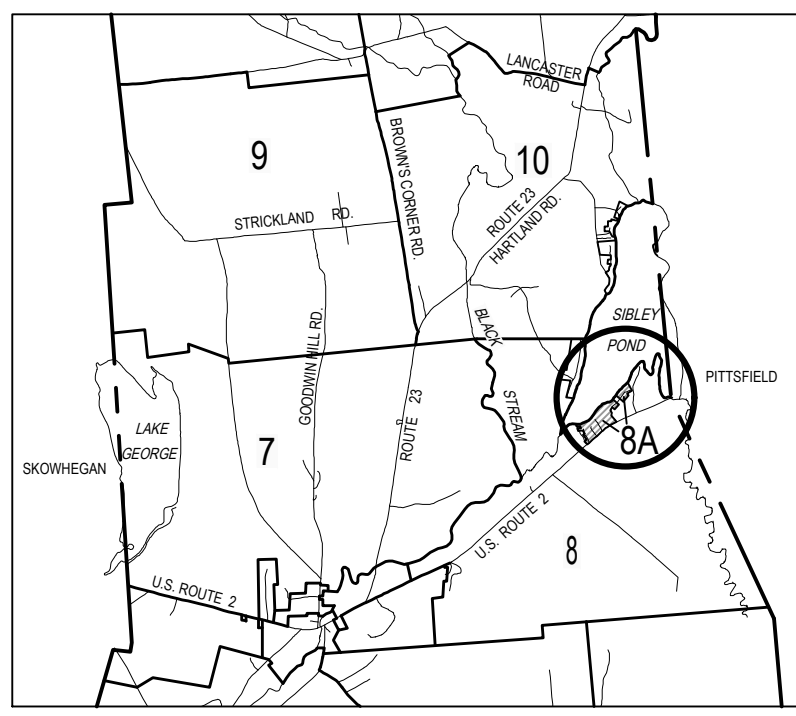 LANCASTER
ROAD
9
10
BROWN'S CORNER RD.
ROUTE 23
HARTLAND RD.
STRICKLAND RD.
GOODWIN HILL RD.
BLACK
STREAM
SIBLEY
POND
PITTSFIELD
ROUTE 23
LAKE
GEORGE
SKOWHEGAN
7
8A
U.S. ROUTE 2
8
U.S. ROUTE 2